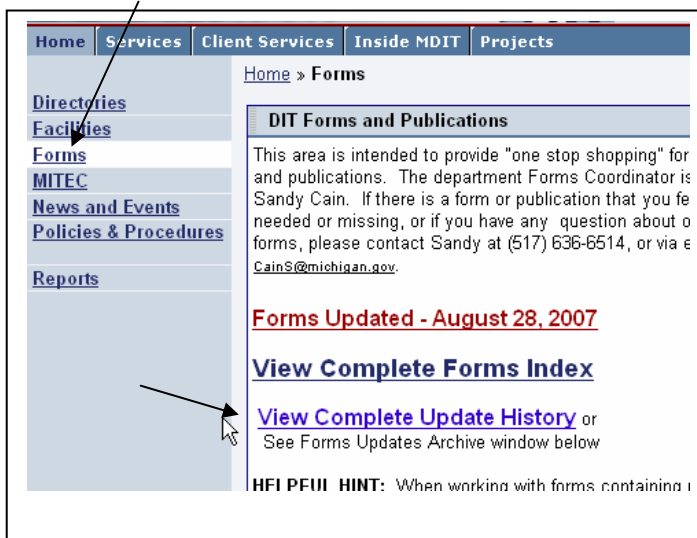 Home Services Client Services Inside MDIT Projects
Home » Forms
Directories
Facilities
Forms
MITEC
News and Events
Policies & Procedures
Reports
DIT Forms and Publications
This area is intended to provide "one stop shopping" for
and publications. The department Forms Coordinator is
Sandy Cain. If there is a form or publication that you
needed or missing, or if you have any question about
forms, please contact Sandy at (517) 636-6514, or via
CainS@michigan.gov.
Forms Updated - August 28, 2007
View Complete Forms Index
View Complete Update History or
See Forms Updates Archive window below
HELPFUL HINT: When working with forms containing